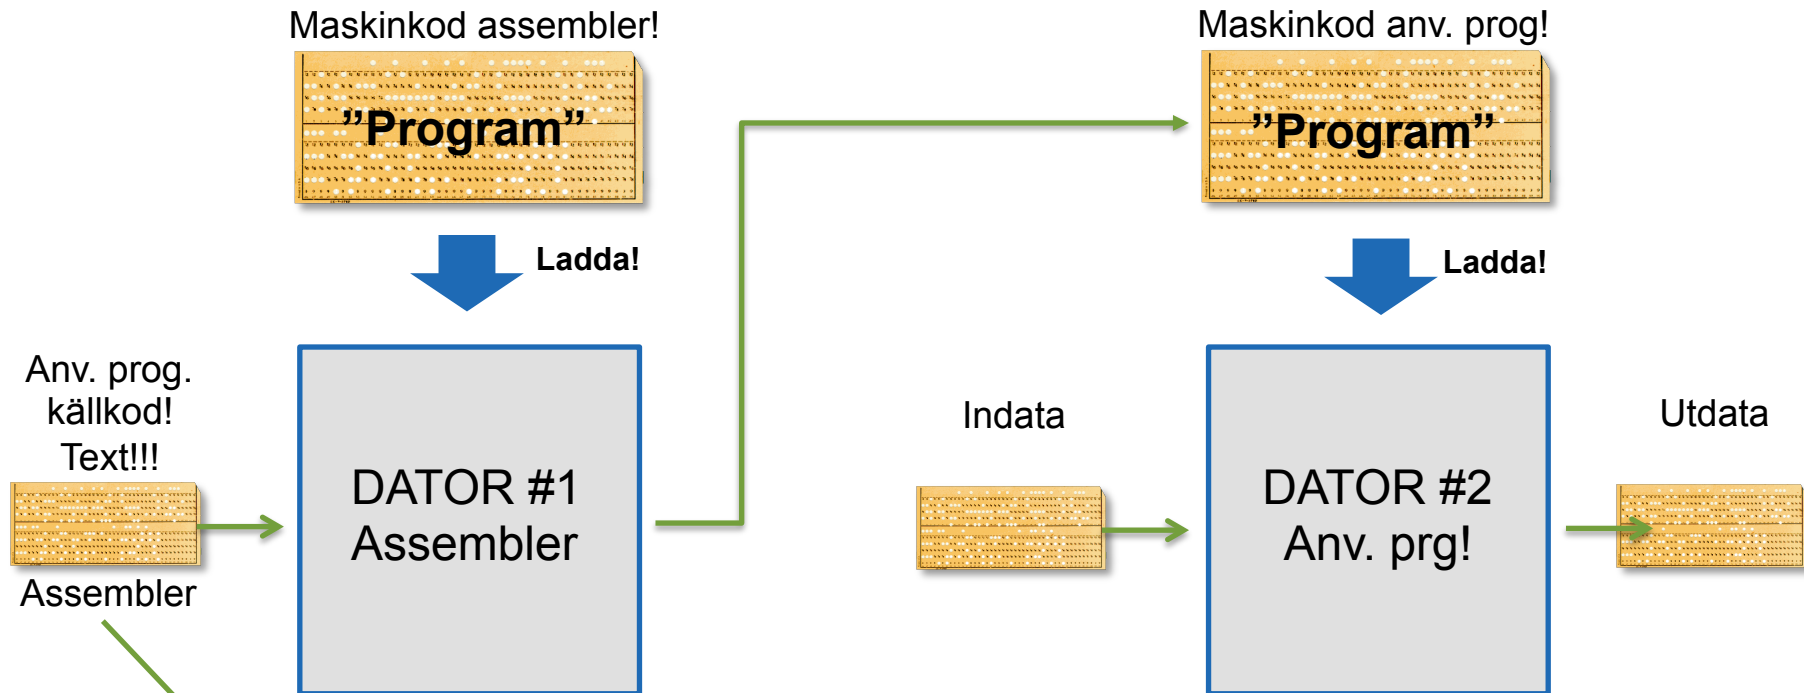 Maskinkod assembler!
”Program”
Ladda!
Maskinkod anv. prog!
”Program”
Ladda!
Anv. prog.
källkod!
Text!!!
Assembler
DATOR #1
Assembler
Indata
DATOR #2
Anv. prg!
Utdata